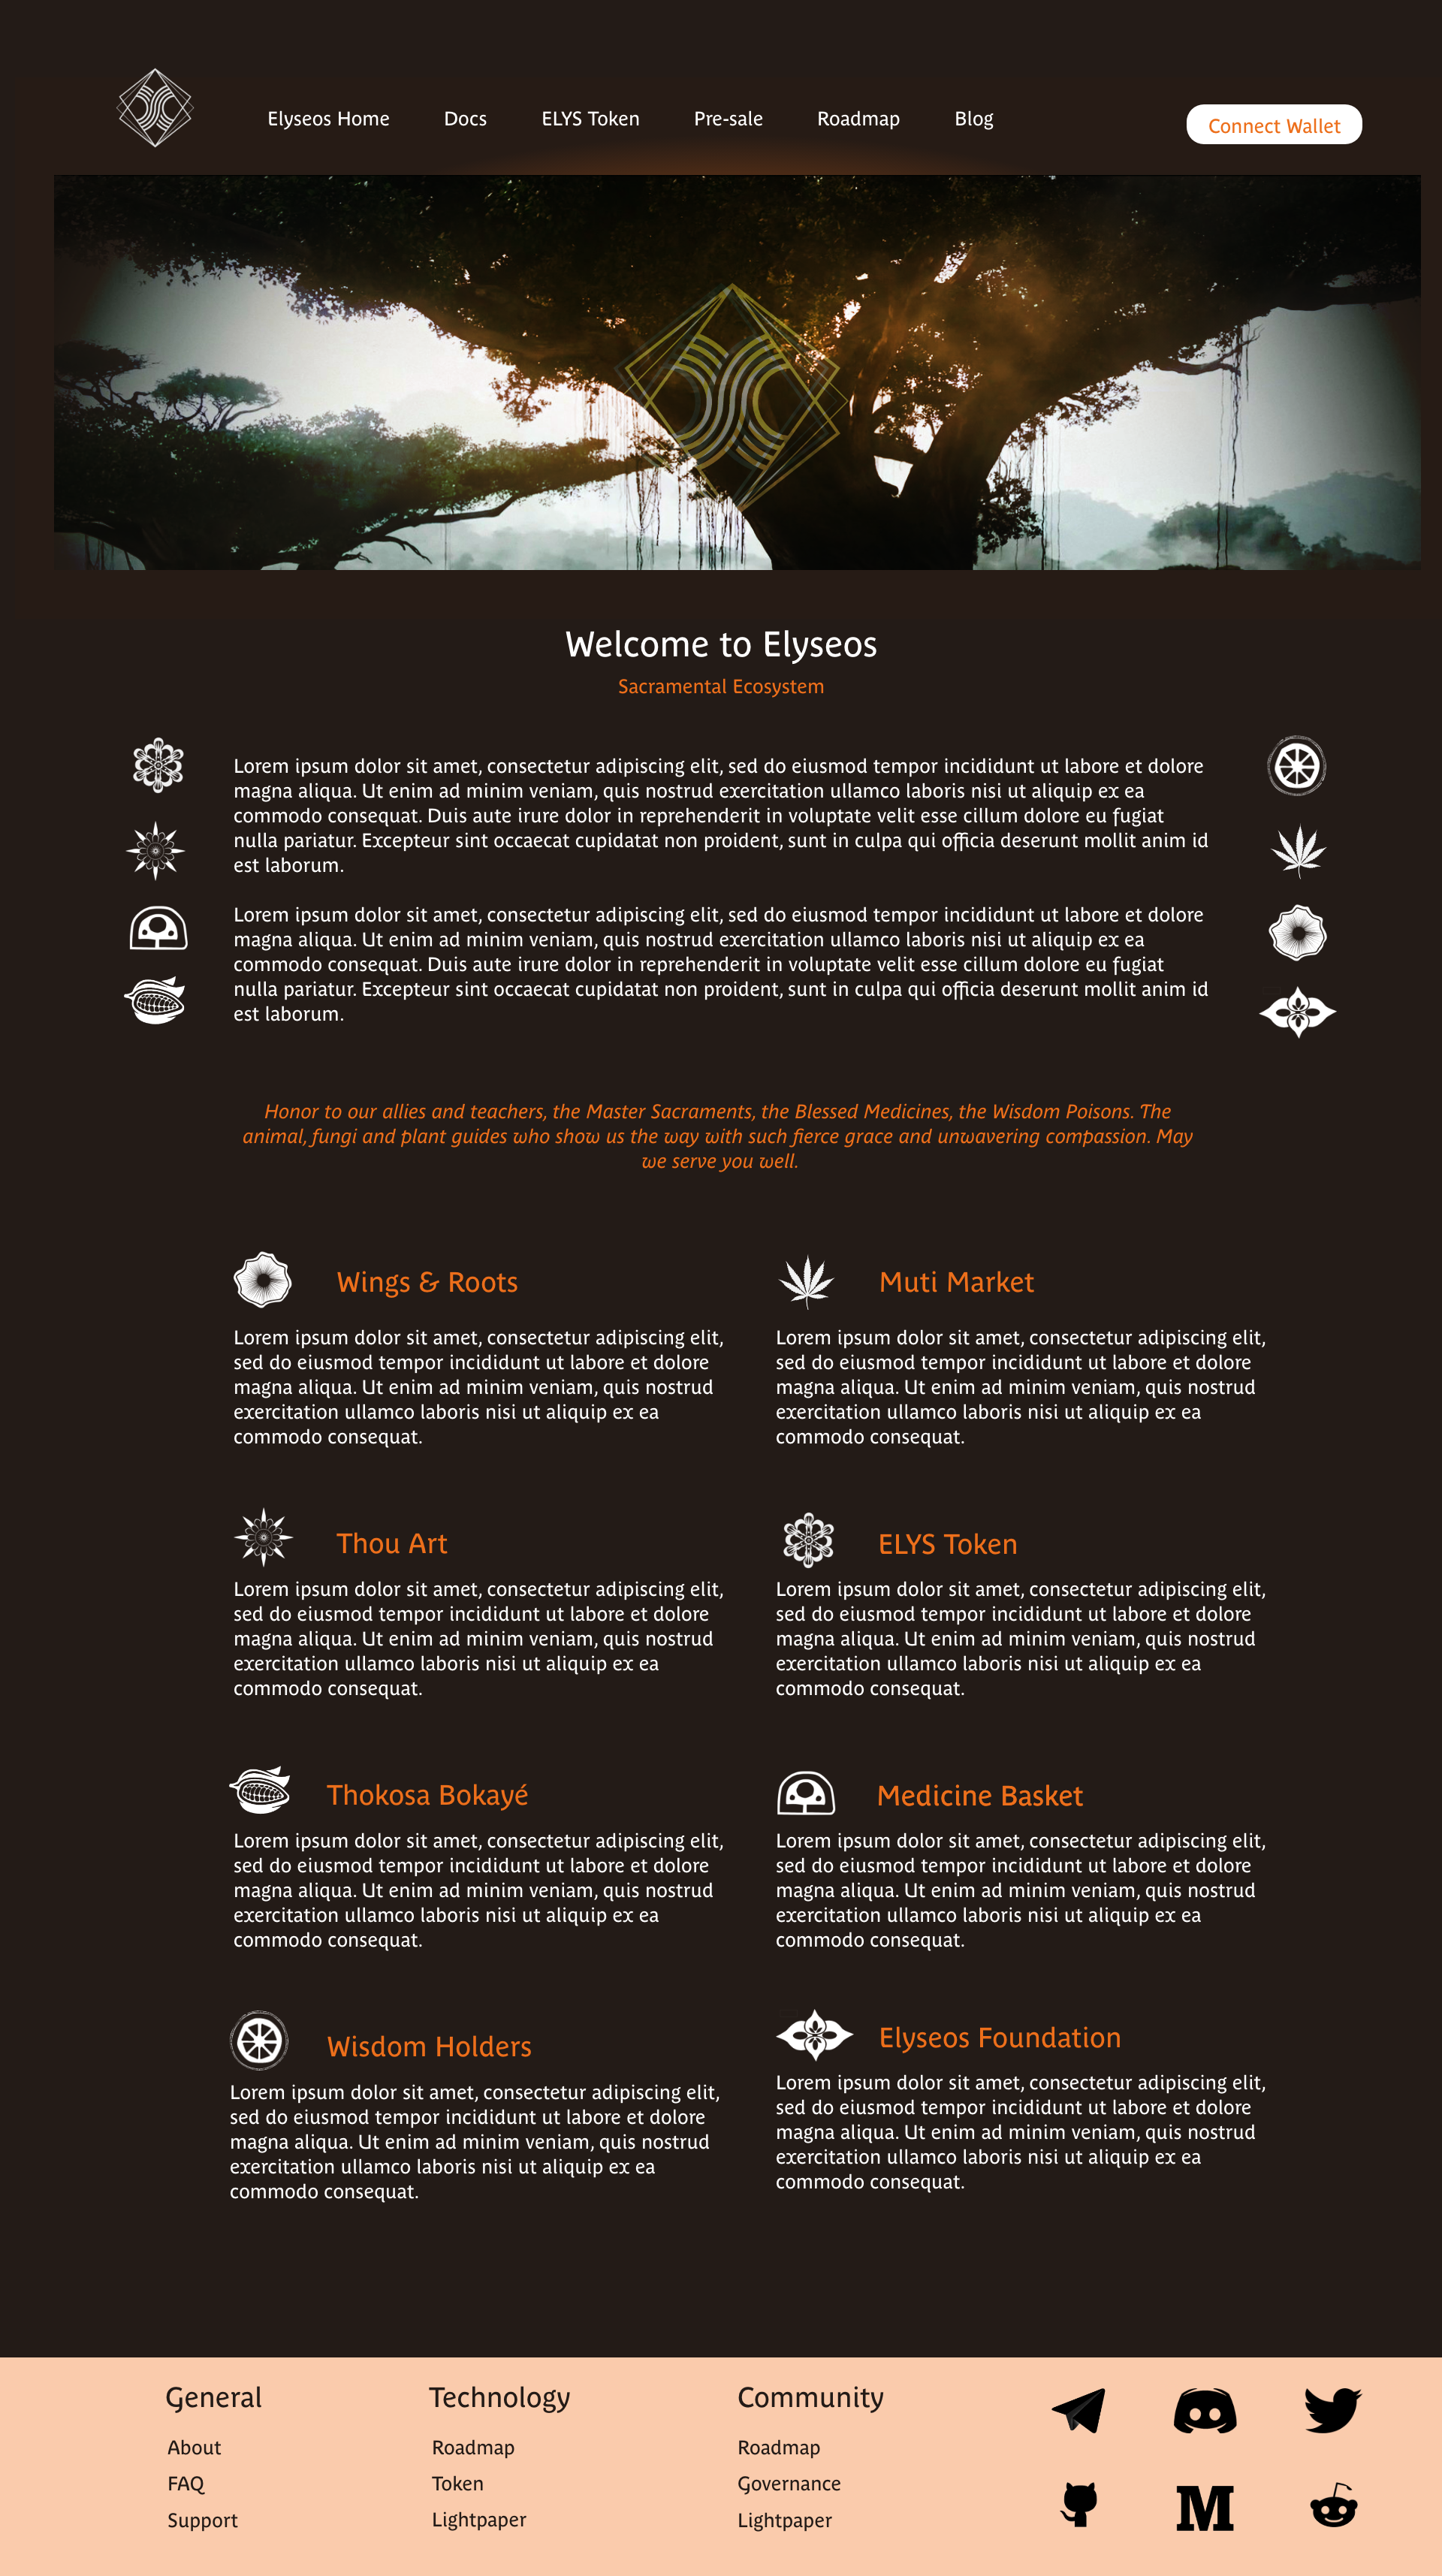 Elyseos Home Docs ELYS Token Pre-sale Roadmap Blog Connect Wallet
Welcome to Elyseos
Sacramental Ecosystem
Lorem ipsum dolor sit amet, consectetur adipiscing elit, sed do eiusmod tempor incididunt ut labore et dolore
magna aliqua. Ut enim ad minim veniam, quis nostrud exercitation ullamco laboris nisi ut aliquip ex ea
commodo consequat. Duis aute irure dolor in reprehenderit in voluptate velit esse cillum dolore eu fugiat
nulla pariatur. Excepteur sint occaecat cupidatat non proident, sunt in culpa qui officia deserunt mollit anim id
est laborum.
Lorem ipsum dolor sit amet, consectetur adipiscing elit, sed do eiusmod tempor incididunt ut labore et dolore
magna aliqua. Ut enim ad minim veniam, quis nostrud exercitation ullamco laboris nisi ut aliquip ex ea
commodo consequat. Duis aute irure dolor in reprehenderit in voluptate velit esse cillum dolore eu fugiat
nulla pariatur. Excepteur sint occaecat cupidatat non proident, sunt in culpa qui officia deserunt mollit anim id
est laborum.
Honor to our allies and teachers, the Master Sacraments, the Blessed Medicines, the Wisdom Poisons. The
animal, fungi and plant guides who show us the way with such fierce grace and unwavering compassion. May
we serve you well.
Wings & Roots
Lorem ipsum dolor sit amet, consectetur adipiscing elit,
sed do eiusmod tempor incididunt ut labore et dolore
magna aliqua. Ut enim ad minim veniam, quis nostrud
exercitation ullamco laboris nisi ut aliquip ex ea
commodo consequat.
Muti Market
Lorem ipsum dolor sit amet, consectetur adipiscing elit,
sed do eiusmod tempor incididunt ut labore et dolore
magna aliqua. Ut enim ad minim veniam, quis nostrud
exercitation ullamco laboris nisi ut aliquip ex ea
commodo consequat.
Thou Art
Lorem ipsum dolor sit amet, consectetur adipiscing elit,
sed do eiusmod tempor incididunt ut labore et dolore
magna aliqua. Ut enim ad minim veniam, quis nostrud
exercitation ullamco laboris nisi ut aliquip ex ea
commodo consequat.
ELYS Token
Lorem ipsum dolor sit amet, consectetur adipiscing elit,
sed do eiusmod tempor incididunt ut labore et dolore
magna aliqua. Ut enim ad minim veniam, quis nostrud
exercitation ullamco laboris nisi ut aliquip ex ea
commodo consequat.
Thokosa Bokayé
Lorem ipsum dolor sit amet, consectetur adipiscing elit,
sed do eiusmod tempor incididunt ut labore et dolore
magna aliqua. Ut enim ad minim veniam, quis nostrud
exercitation ullamco laboris nisi ut aliquip ex ea
commodo consequat.
Medicine Basket
Lorem ipsum dolor sit amet, consectetur adipiscing elit,
sed do eiusmod tempor incididunt ut labore et dolore
magna aliqua. Ut enim ad minim veniam, quis nostrud
exercitation ullamco laboris nisi ut aliquip ex ea
commodo consequat.
Wisdom Holders
Lorem ipsum dolor sit amet, consectetur adipiscing elit,
sed do eiusmod tempor incididunt ut labore et dolore
magna aliqua. Ut enim ad minim veniam, quis nostrud
exercitation ullamco laboris nisi ut aliquip ex ea
commodo consequat.
Elyseos Foundation
Lorem ipsum dolor sit amet, consectetur adipiscing elit,
sed do eiusmod tempor incididunt ut labore et dolore
magna aliqua. Ut enim ad minim veniam, quis nostrud
exercitation ullamco laboris nisi ut aliquip ex ea
commodo consequat.
General
About
FAQ
Support
Technology
Roadmap
Token
Lightpaper
Community
Roadmap
Governance
Lightpaper
M